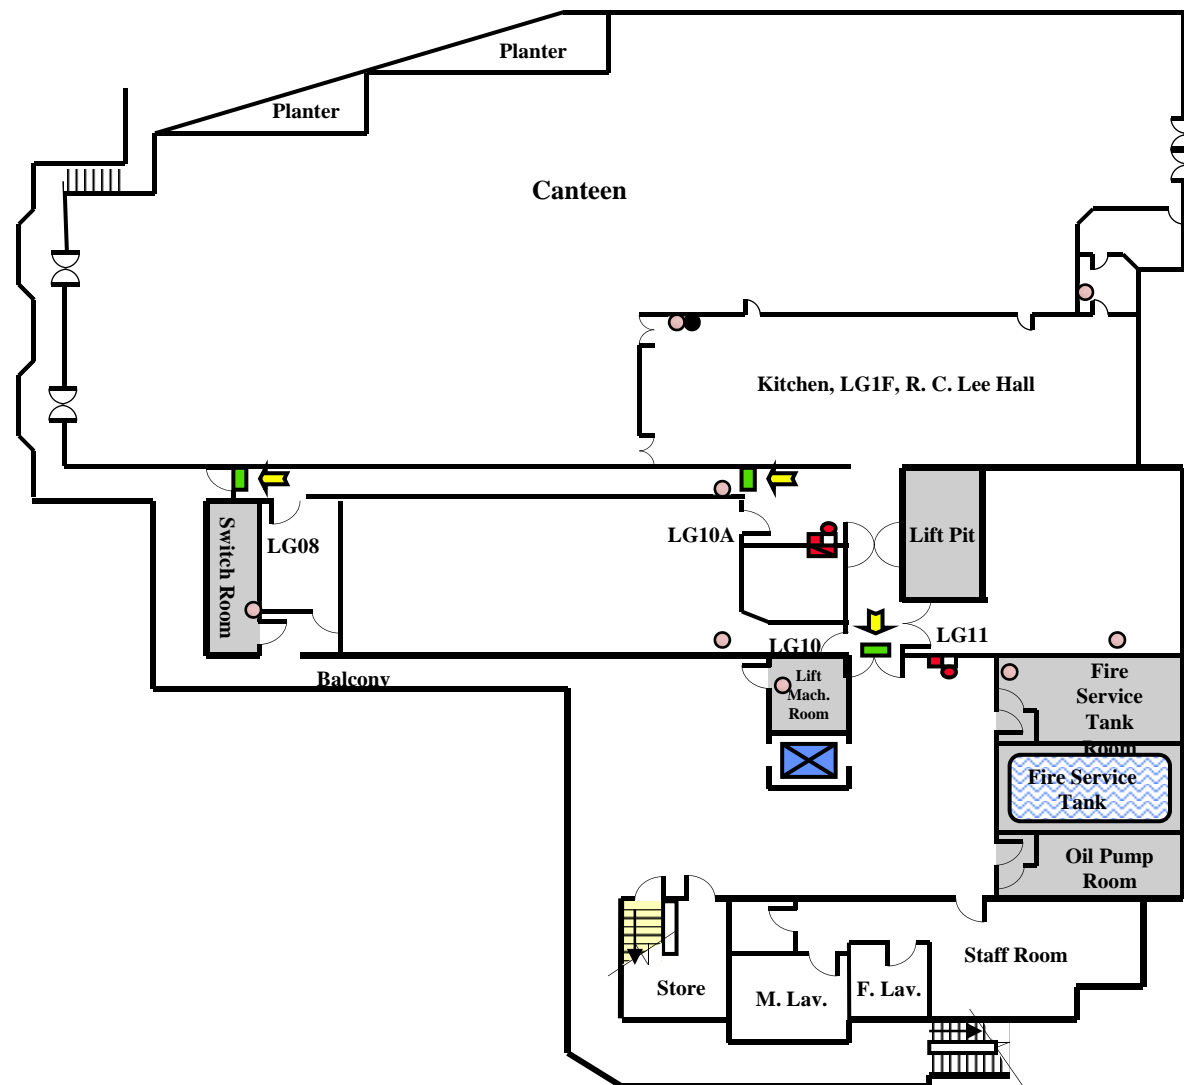 Planter
Planter
Canteen
Kitchen, LG1F, R. C. Lee Hall
LG10A
Lift Pit
Switch Room
LG08
LG10
LG11
Balcony
Lift
Mach.
Room
Fire
Service
Tank
Room
Fire Service
Tank
Oil Pump
Room
Staff Room
Store
M. Lav.
F. Lav.